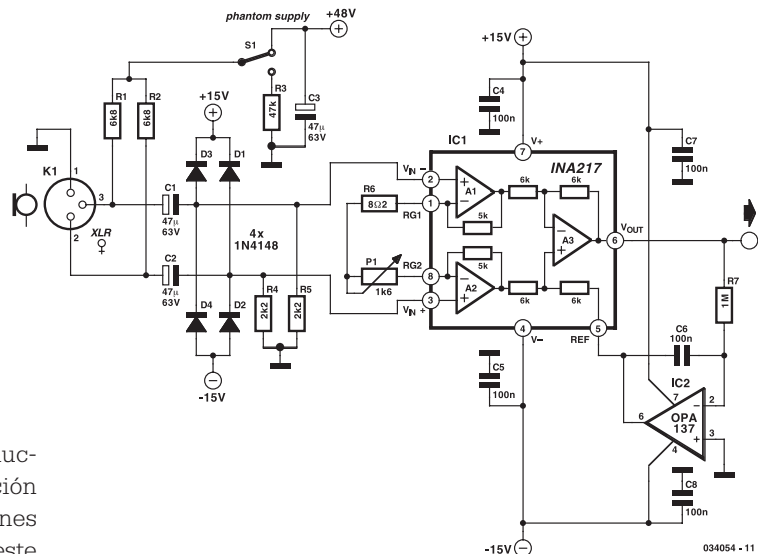 phantom supply
+48V
S1
R1
6k8
R2
6k8
R3
47k
C3
47µ
63V
+15V
D3
D1
K1
1
3
2
XLR
C1
47µ
63V
C2
47µ
63V
4x
1N4148
D4
D2
R4
2k2
R5
2k2
-15V
R6
8Ω2
P1
1k6
+15V
C4
100n
C7
100n
IC1
INA217
7
V+
VIN –
2
A1
6k
6k
RG1
1
5k
A3
VOUT
6
RG2
8
5k
A2
VIN +
3
6k
6k
4
V–
5
REF
R7
1M
C6
100n
C5
100n
IC2
OPA
137
7
2
–
6
3
+
4
C8
100n
-15V
034054 - 11
uc-
ción
nes
este